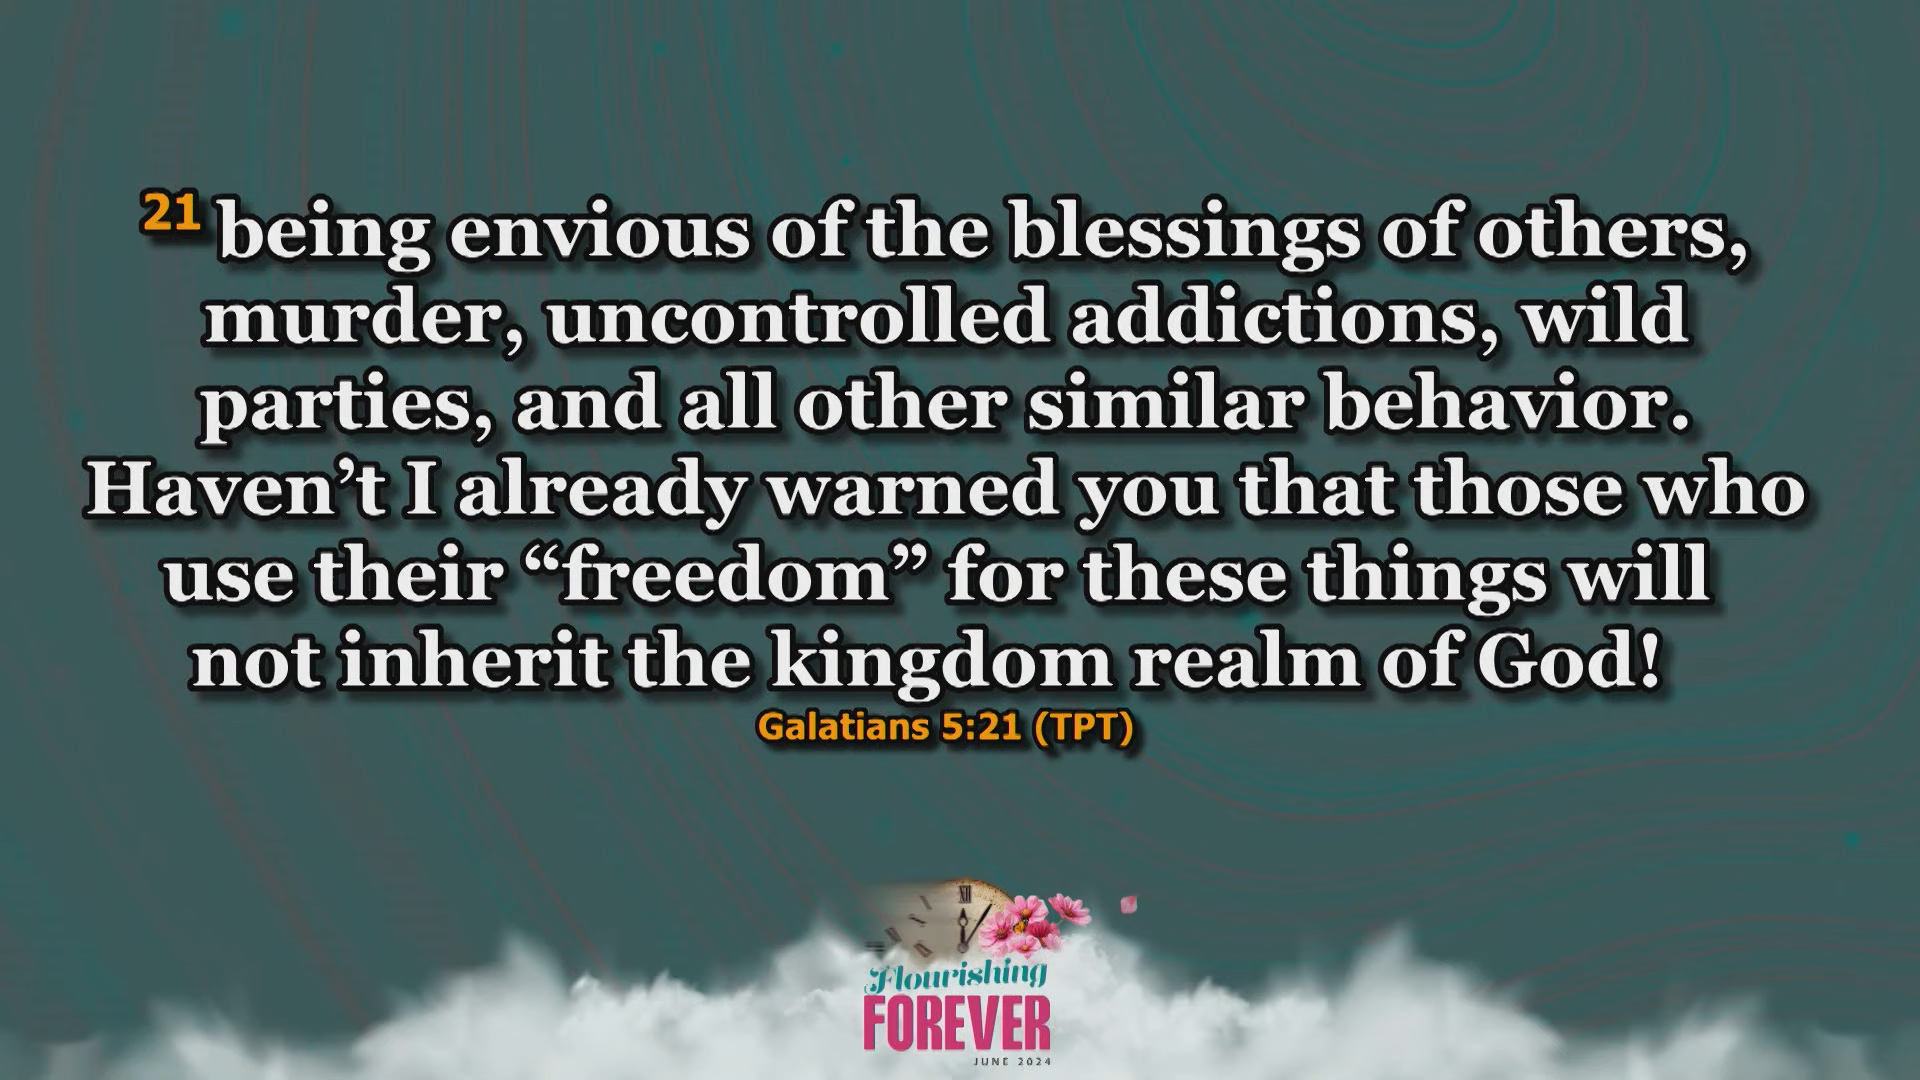 21 being envious of the blessings of others,
murder, uncontrolled addictions, wild
parties, and all other similar behavior.
Haven’t I already warned you that those who
use their “freedom” for these things will
not inherit the kingdom realm of God!
Galatians 5:21 (TPT)
XII
Flourishing
FOREVER
JUNE 2024